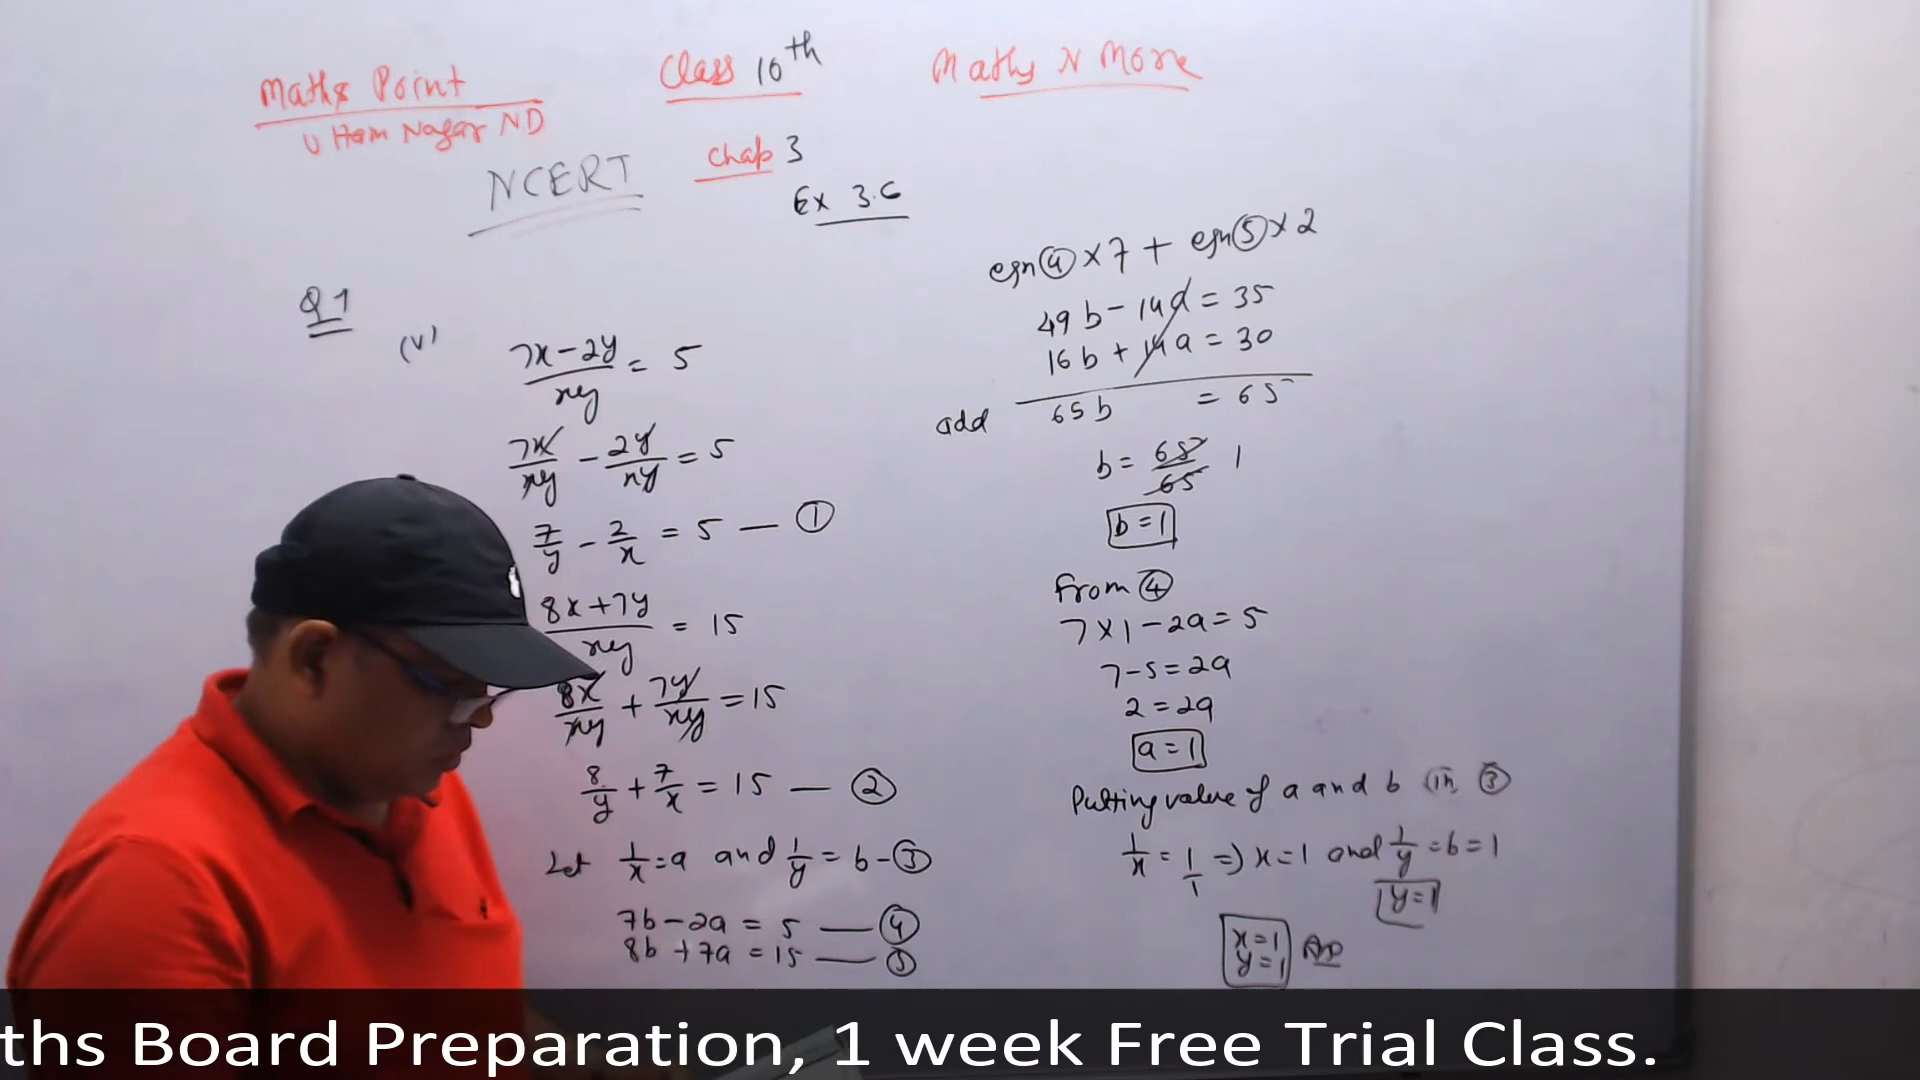 Maths Point
U Ham Nagar ND
Class 10th
Maths N More
NCERT
Chap 3
Ex 3.6
Q1
(v)
7x-2y/xy = 5
7x/xy - 2y/xy = 5
7/y - 2/x = 5 — ①
8x+7y/xy = 15
8x/xy + 7y/xy = 15
8/y + 7/x = 15 — ②
Let 1/x = a and 1/y = b - ③
7b - 2a = 5 — ④
8b + 7a = 15 — ⑤
eqn ④ x 7 + eqn ⑤ x 2
49b - 14a = 35
16b + 14a = 30
add 65b = 65
b = 65/65 1
b = 1
From ④
7 x 1 - 2a = 5
7-5 = 2a
2 = 2a
a = 1
Putting value of a and b in ③
1/x = 1/1 => x = 1 and 1/y = b = 1
y = 1
x = 1
y = 1 Ans
ths Board Preparation, 1 week Free Trial Class.